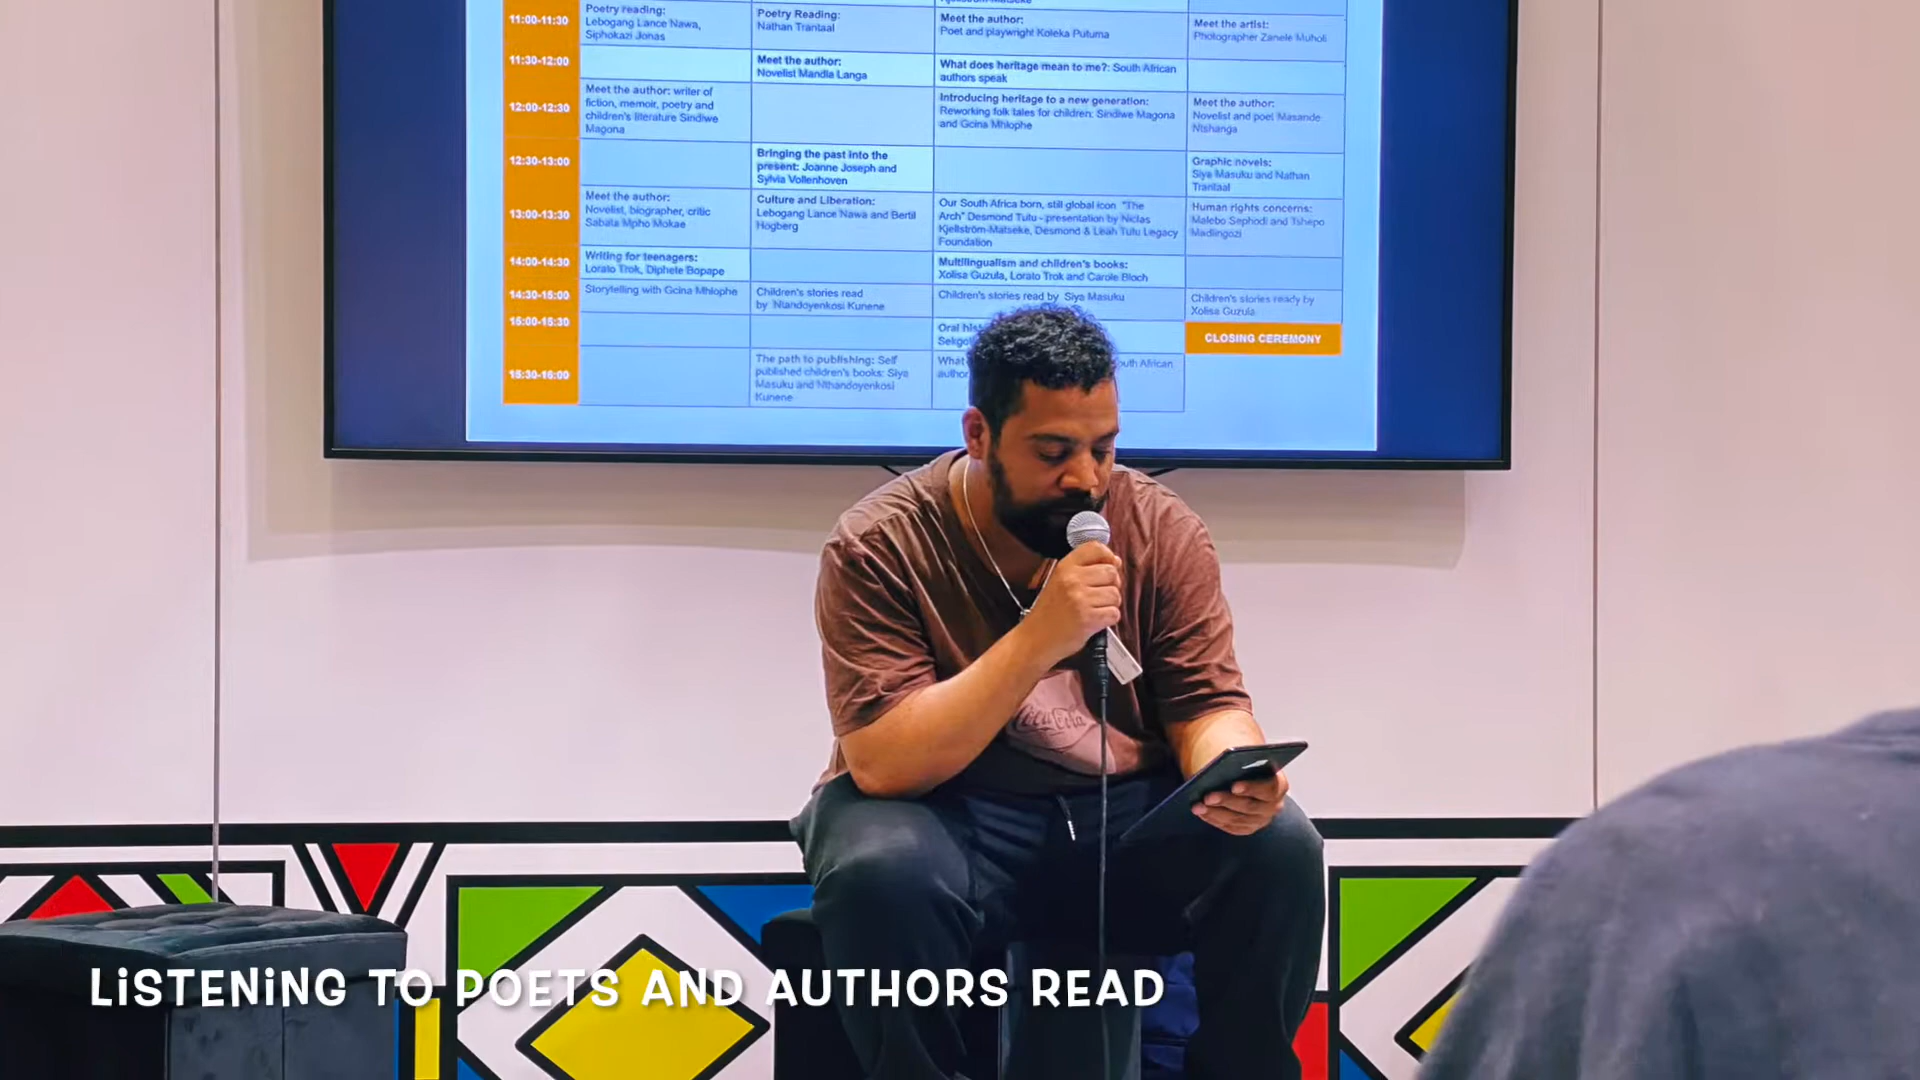 11:00-11:30
Poetry reading:
Lebogang Lance Nawa,
Siphokazi Jonas
Poetry Reading:
Nathan Trantaal
Meet the author:
Poet and playwright Koleka Putuma
Meet the artist:
Photographer Zanele Muholi
11:30-12:00
Meet the author:
Novelist Mandla Langa
What does heritage mean to me?: South African
authors speak
12:00-12:30
Meet the author: writer of
fiction, memoir, poetry and
children's literature Sindiwe
Magona
Introducing heritage to a new generation:
Reworking folk tales for children: Sindiwe Magona
and Gcina Mhlophe
Meet the author:
Novelist and poet Masande
Ntshanga
12:30-13:00
Bringing the past into the
present: Joanne Joseph and
Sylvia Vollenhoven
Graphic novels:
Siya Masuku and Nathan
Trantaal
13:00-13:30
Meet the author:
Novelist, biographer, critic
Sabata Mpho Mokae
Culture and Liberation:
Lebogang Lance Nawa and Bertil
Hogberg
Our South Africa born, still global icon "The
Arch" Desmond Tutu - presentation by Niclas
Kjellström-Matseke, Desmond & Leah Tutu Legacy
Foundation
Human rights concerns:
Malebo Sephodi and Tshepo
Madlingozi
14:00-14:30
Writing for teenagers:
Lorato Trok, Diphete Bopape
Multilingualism and children's books:
Xolisa Guzula, Lorato Trok and Carole Bloch
14:30-15:00
Storytelling with Gcina Mhlophe
Children's stories read
by Ntandoyenkosi Kunene
Children's stories read by Siya Masuku
Children's stories ready by
Xolisa Guzula
15:00-15:30
Oral
CLOSING CEREMONY
15:30-16:00
The path to publishing: Self
published children's books: Siya
Masuku and Nthandoyenkosi
Kunene
What outh African
author
Coca-Cola
LiSTENiNG TO POETS AND AUTHORS READ